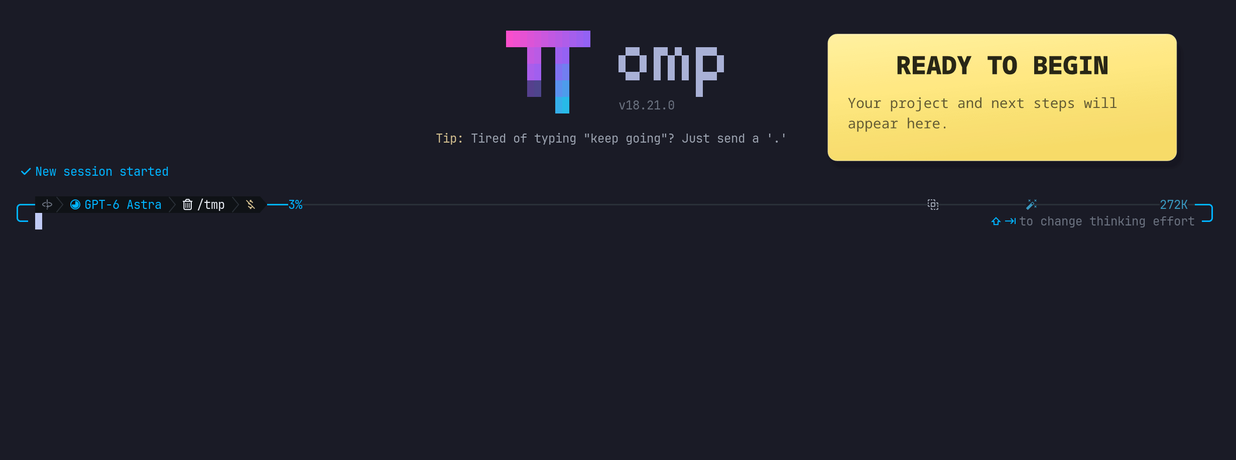 omp
v18.21.0
Tip: Tired of typing "keep going"? Just send a '.'
READY TO BEGIN
Your project and next steps will
appear here.
✓ New session started
GPT-6 Astra
/tmp
3%
272K
to change thinking effort